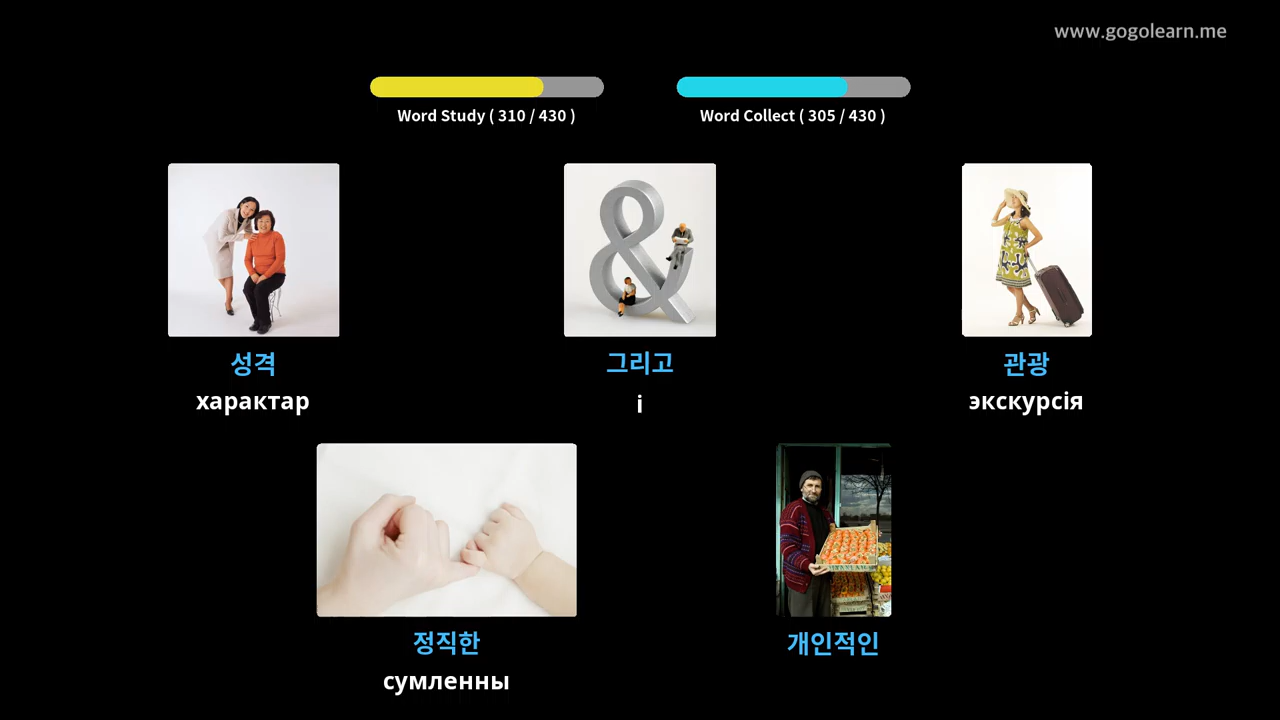 www.gogolearn.me
Word Study ( 310 / 430 )
Word Collect ( 305 / 430 )
성격
характар
그리고
і
관광
экскурсія
정직한
сумленны
개인적인